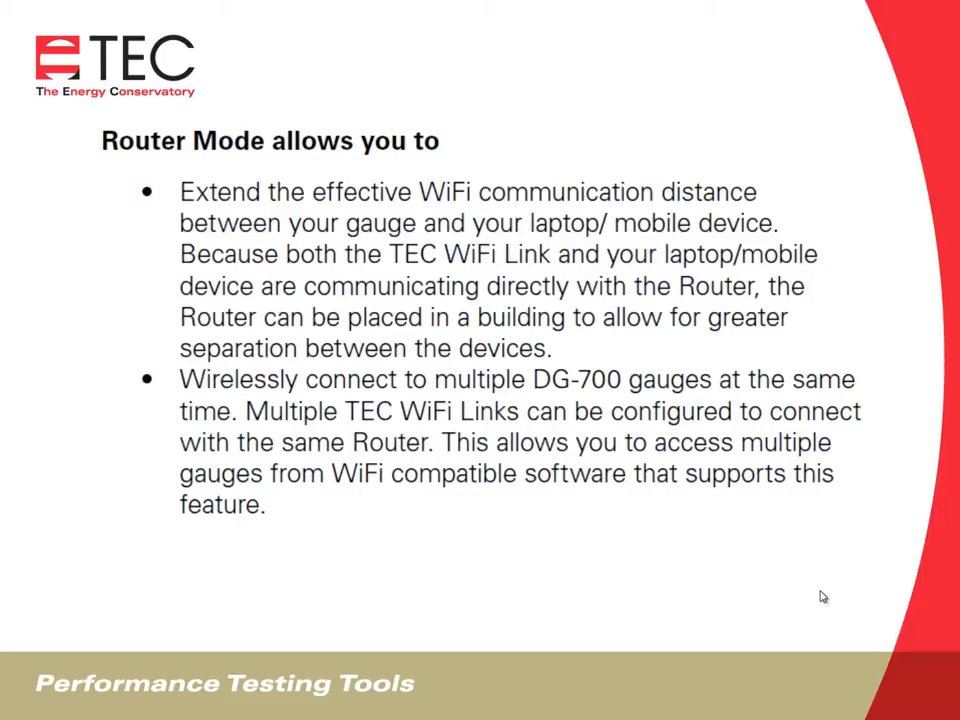 TEC
The Energy Conservatory
Router Mode allows you to
• Extend the effective WiFi communication distance
between your gauge and your laptop/ mobile device.
Because both the TEC WiFi Link and your laptop/mobile
device are communicating directly with the Router, the
Router can be placed in a building to allow for greater
separation between the devices.
• Wirelessly connect to multiple DG-700 gauges at the same
time. Multiple TEC WiFi Links can be configured to connect
with the same Router. This allows you to access multiple
gauges from WiFi compatible software that supports this
feature.
Performance Testing Tools